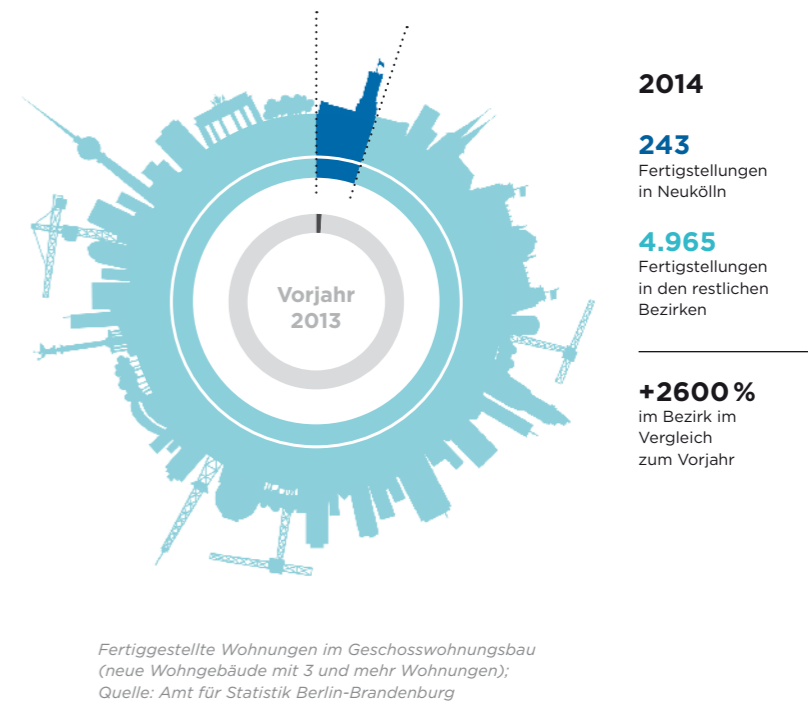 Vorjahr
2013
2014
243
Fertigstellungen
in Neukölln
4.965
Fertigstellungen
in den restlichen
Bezirken
+2600 %
im Bezirk im
Vergleich
zum Vorjahr
Fertiggestellte Wohnungen im Geschosswohnungsbau
(neue Wohngebäude mit 3 und mehr Wohnungen);
Quelle: Amt für Statistik Berlin-Brandenburg